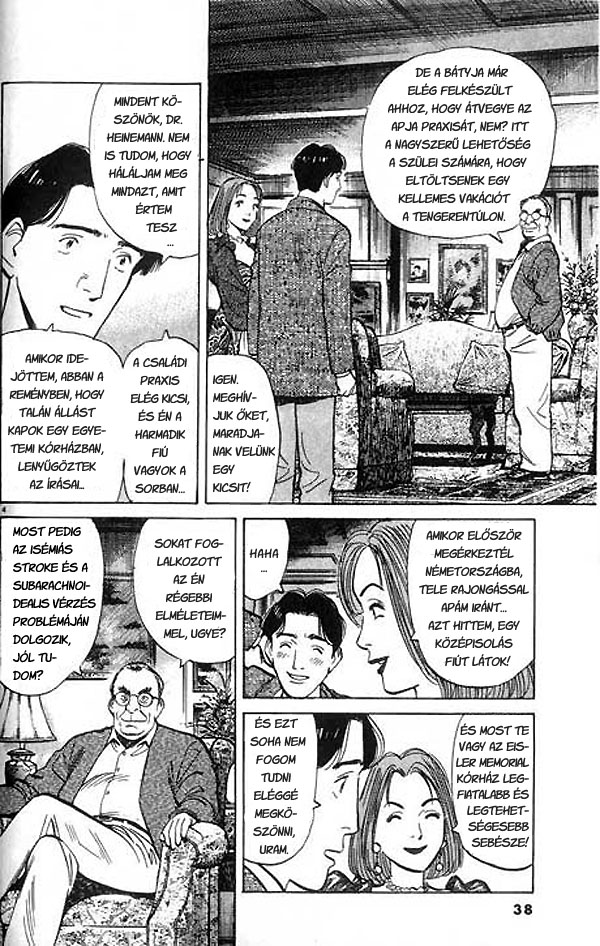 DE A BÁTYJA MÁR
ELÉG FELKÉSZÜLT
AHHOZ, HOGY ÁTVEGYE AZ
APJA PRAXISÁT, NEM? ITT
A NAGYSZERŰ LEHETŐSÉG
A SZÜLEI SZÁMÁRA, HOGY
ELTÖLTSENEK EGY
KELLEMES VAKÁCIÓT
A TENGERENTÚLON.
IGEN.
MEGHÍV-
JUK ŐKET,
MARADJA-
NAK VELÜNK
EGY
KICSIT!
MINDENT KÖ-
SZÖNÖK, DR.
HEINEMANN. NEM
IS TUDOM, HOGY
HÁLÁLJAM MEG
MINDAZT, AMIT
ÉRTEM
TESZ
...
A CSALÁDI
PRAXIS
ELÉG KICSI,
ÉS ÉN A
HARMADIK
FIÚ
VAGYOK A
SORBAN...
AMIKOR IDE-
JÖTTEM, ABBAN A
REMÉNYBEN, HOGY
TALÁN ÁLLÁST
KAPOK EGY EGYE-
TEMI KÓRHÁZBAN,
LENYŰGÖZTEK
AZ ÍRÁSAI...
AMIKOR ELŐSZÖR
MEGÉRKEZTÉL
NÉMETORSZÁGBA,
TELE RAJONGÁSSAL
APÁM IRÁNT...
AZT HITTEM, EGY
KÖZÉPISOLÁS
FIÚT LÁTOK!
HAHA
...
ÉS MOST TE
VAGY AZ EIS-
LER MEMORIAL
KÓRHÁZ LEG-
FIATALABB ÉS
LEGTEHET-
SÉGESEBB
SEBÉSZE!
ÉS EZT
SOHA NEM
FOGOM
TUDNI
ELÉGGÉ
MEGKÖ-
SZÖNNI,
URAM.
SOKAT FOG-
LALKOZOTT
AZ ÉN
RÉGEBBI
ELMÉLETEIM-
MEL, UGYE?
MOST PEDIG
AZ ISÉMIÁS
STROKE ÉS A
SUBARACHNOI-
DEALIS VÉRZÉS
PROBLÉMÁJÁN
DOLGOZIK,
JÓL TU-
DOM?
38